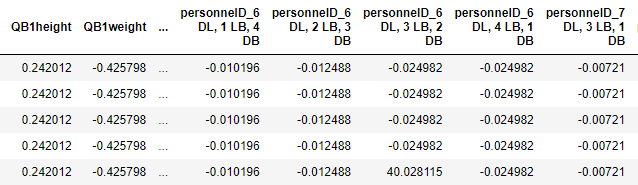 personnelD_6 personnelD_6 personnelD_6 personnelD_6 personnelD_7
QB1height QB1weight ... DL, 1 LB, 4 DL, 2 LB, 3 DL, 3 LB, 2 DL, 4 LB, 1 DL, 3 LB, 1
DB DB DB DB DB
0.242012 -0.425798 ... -0.010196 -0.012488 -0.024982 -0.024982 -0.00721
0.242012 -0.425798 ... -0.010196 -0.012488 -0.024982 -0.024982 -0.00721
0.242012 -0.425798 ... -0.010196 -0.012488 -0.024982 -0.024982 -0.00721
0.242012 -0.425798 ... -0.010196 -0.012488 -0.024982 -0.024982 -0.00721
0.242012 -0.425798 ... -0.010196 -0.012488 40.028115 -0.024982 -0.00721